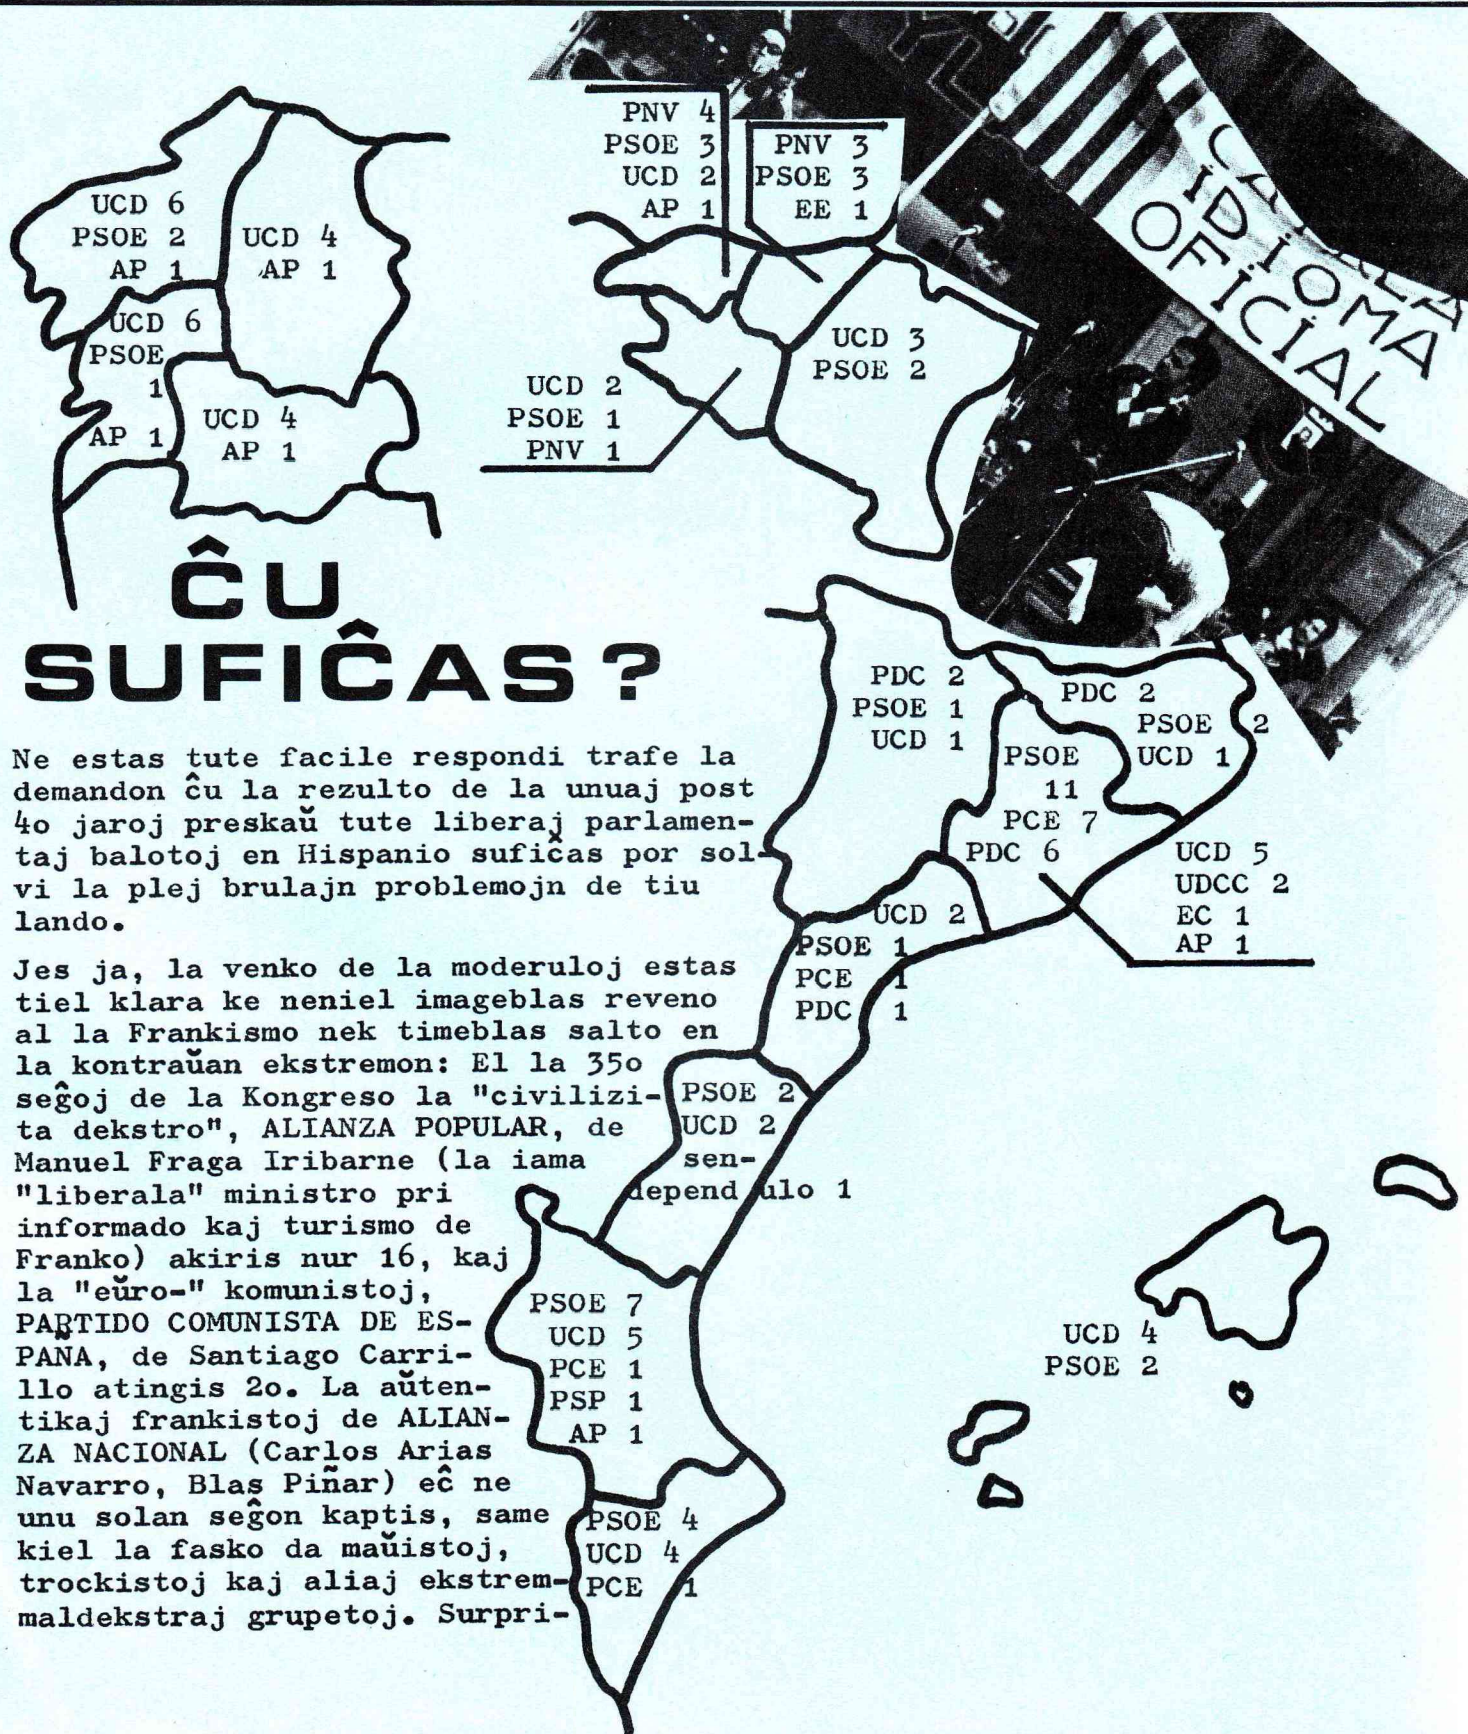 PNV 4
PSOE 3
UCD 2
AP 1
PNV 3
PSOE 3
EE 1
IDIOMA
OFICIAL
UCD 6
PSOE 2
AP 1
UCD 4
AP 1
UCD 6
PSOE
1
AP 1
UCD 4
AP 1
UCD 3
PSOE 2
UCD 2
PSOE 1
PNV 1
ĈU
SUFIĈAS?
Ne estas tute facile respondi trafe la
demandon ĉu la rezulto de la unuaj post
4o jaroj preskaŭ tute liberaj parlamen-
taj balotoj en Hispanio sufiĉas por sol-
vi la plej brulajn problemojn de tiu
lando.
Jes ja, la venko de la moderuloj estas
tiel klara ke neniel imageblas reveno
al la Frankismo nek timeblas salto en
la kontraŭan ekstremon: El la 35o
seĝoj de la Kongreso la "civilizi-
ta dekstro", ALIANZA POPULAR, de
Manuel Fraga Iribarne (la iama
"liberala" ministro pri
informado kaj turismo de
Franko) akiris nur 16, kaj
la "eŭro-" komunistoj,
PARTIDO COMUNISTA DE ES-
PAÑA, de Santiago Carri-
llo atingis 2o. La aŭten-
tikaj frankistoj de ALIAN-
ZA NACIONAL (Carlos Arias
Navarro, Blas Piñar) eĉ ne
unu solan seĝon kaptis, same
kiel la fasko da maŭistoj,
trockistoj kaj aliaj ekstrem-
maldekstraj grupetoj. Surpri-
PDC 2
PSOE 1
UCD 1
PDC 2
PSOE 2
UCD 1
PSOE
11
PCE 7
PDC 6
UCD 5
UDCC 2
EC 1
AP 1
UCD 2
PSOE 1
PCE 1
PDC 1
PSOE 2
UCD 2
sen-
dependulo 1
PSOE 7
UCD 5
PCE 1
PSP 1
AP 1
UCD 4
PSOE 2
PSOE 4
UCD 4
PCE 1